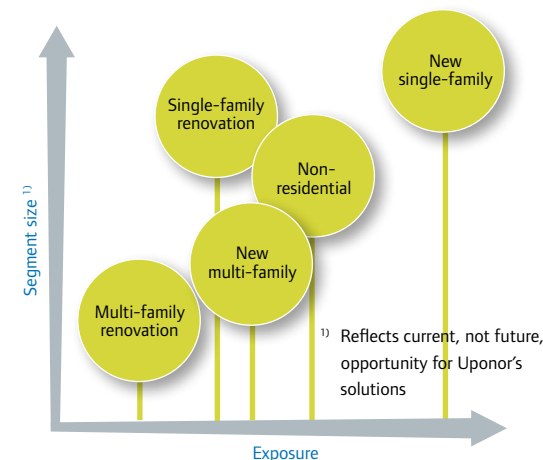 New
single-family
Single-family
renovation
Non-
residential
New
multi-family
Multi-family
renovation
Segment size 1)
1) Reflects current, not future,
opportunity for Uponor’s
solutions
Exposure